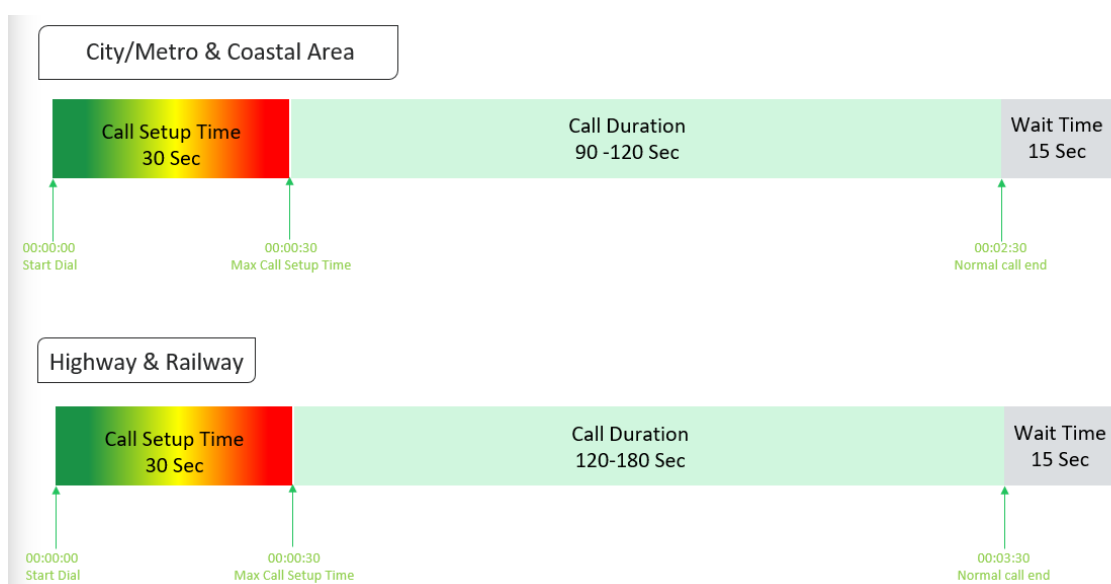 City/Metro & Coastal Area
Call Setup Time
30 Sec
Call Duration
90 -120 Sec
Wait Time
15 Sec
00:00:00
Start Dial
00:00:30
Max Call Setup Time
00:02:30
Normal call end
Highway & Railway
Call Setup Time
30 Sec
Call Duration
120-180 Sec
Wait Time
15 Sec
00:00:00
Start Dial
00:00:30
Max Call Setup Time
00:03:30
Normal call end